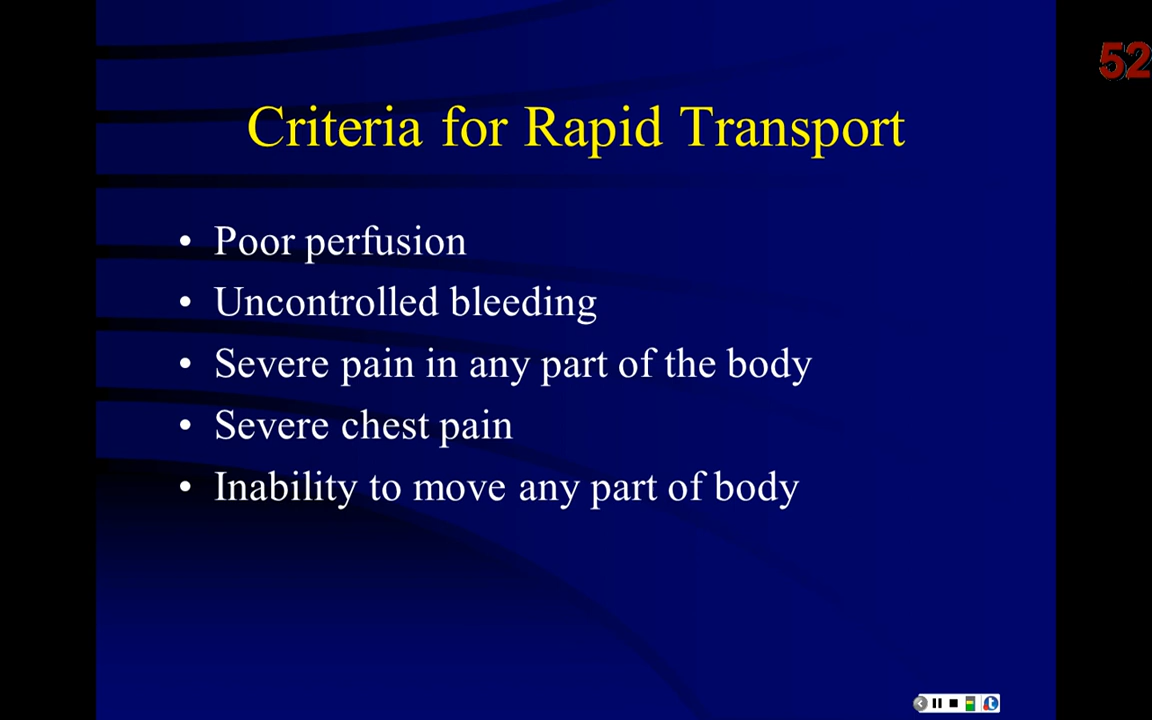 52
Criteria for Rapid Transport
• Poor perfusion
• Uncontrolled bleeding
• Severe pain in any part of the body
• Severe chest pain
• Inability to move any part of body